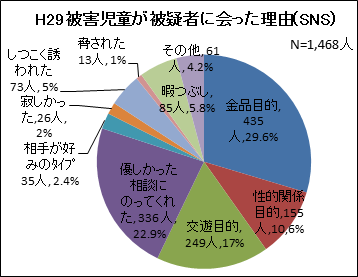 H29被害児童が被疑者に会った理由(SNS)
N=1,468人
金品目的,
435
人,29.6%
性的関係
目的,155
人,10,6%
交遊目的,
249人,17%
優しかった
相談に
のってくれ
た,336人,
22.9%
相手が好
みのﾀｲﾌﾟ
35人,2.4%
寂しかっ
た,26人,
2%
しつこく誘
われた
73人,5%
脅された
13人,1%
暇つぶし,
85人,5.8%
その他,61
人,4.2%